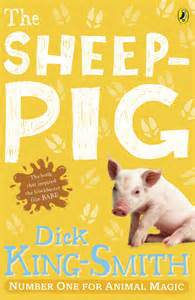 The
SHEEP-
PIG
The book
that inspired
the blockbuster
film BABE
Dick
KING-SMITH
NUMBER ONE FOR ANIMAL MAGIC